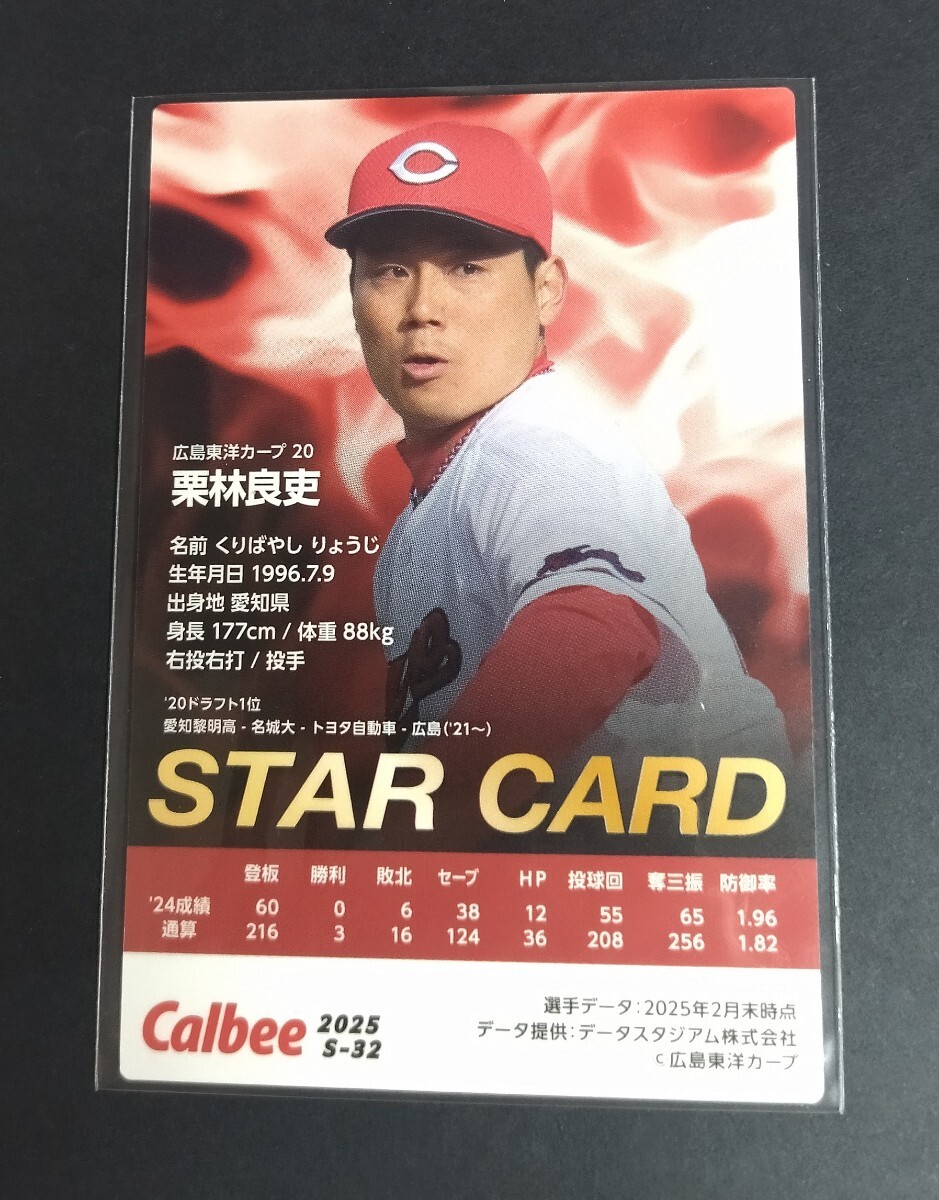 C
広島東洋カープ 20
栗林良吏
名前 くりばやし りょうじ
生年月日 1996.7.9
出身地 愛知県
身長 177cm / 体重 88kg
右投右打 / 投手
'20ドラフト1位
愛知黎明高 - 名城大 - トヨタ自動車 - 広島('21〜)
STAR CARD
登板 勝利 敗北 セーブ HP 投球回 奪三振 防御率
'24成績 60 0 6 38 12 55 65 1.96
通算 216 3 16 124 36 208 256 1.82
Calbee 2025
S-32
選手データ：2025年2月末時点
データ提供：データスタジアム株式会社
©広島東洋カープ